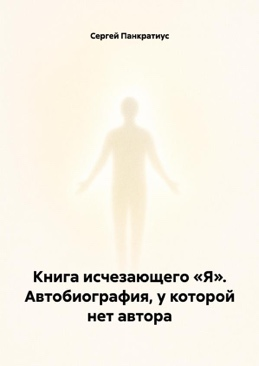 Сергей Панкратиус
Книга исчезающего «Я».
Автобиография, у которой
нет автора